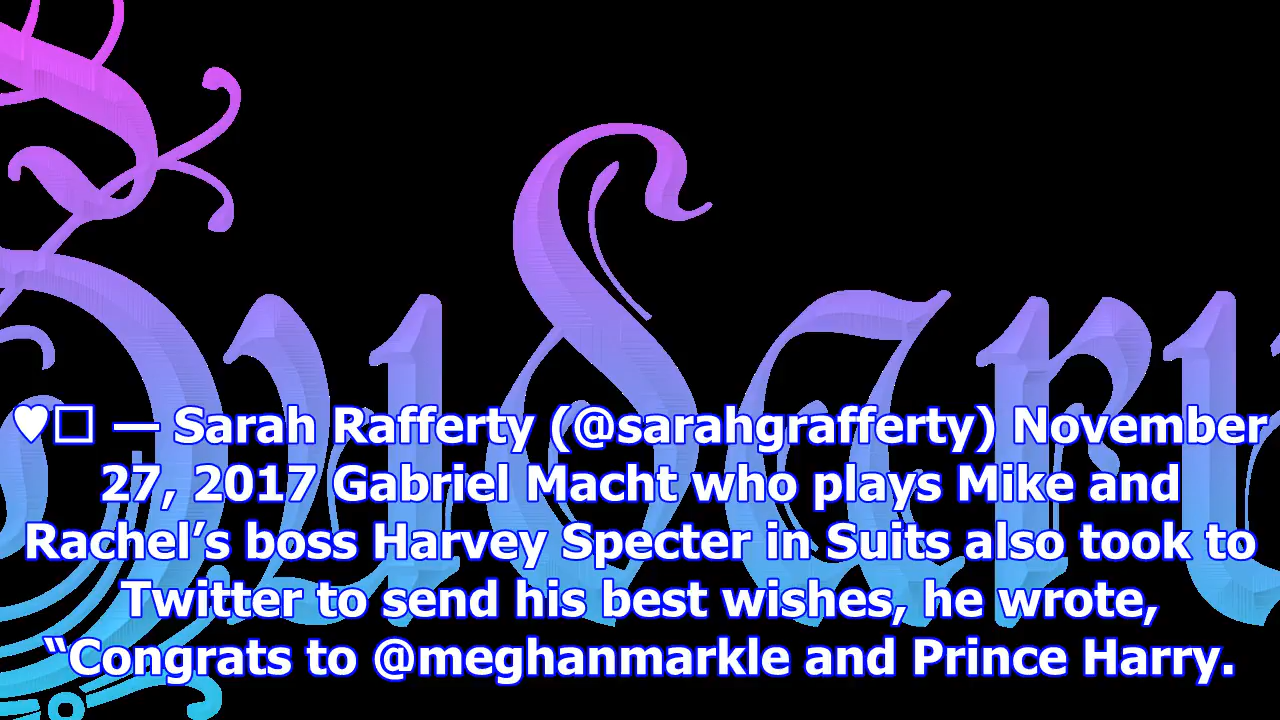 ♥□ — Sarah Rafferty (@sarahgrafferty) November
27, 2017 Gabriel Macht who plays Mike and
Rachel’s boss Harvey Specter in Suits also took to
Twitter to send his best wishes, he wrote,
“Congrats to @meghanmarkle and Prince Harry.